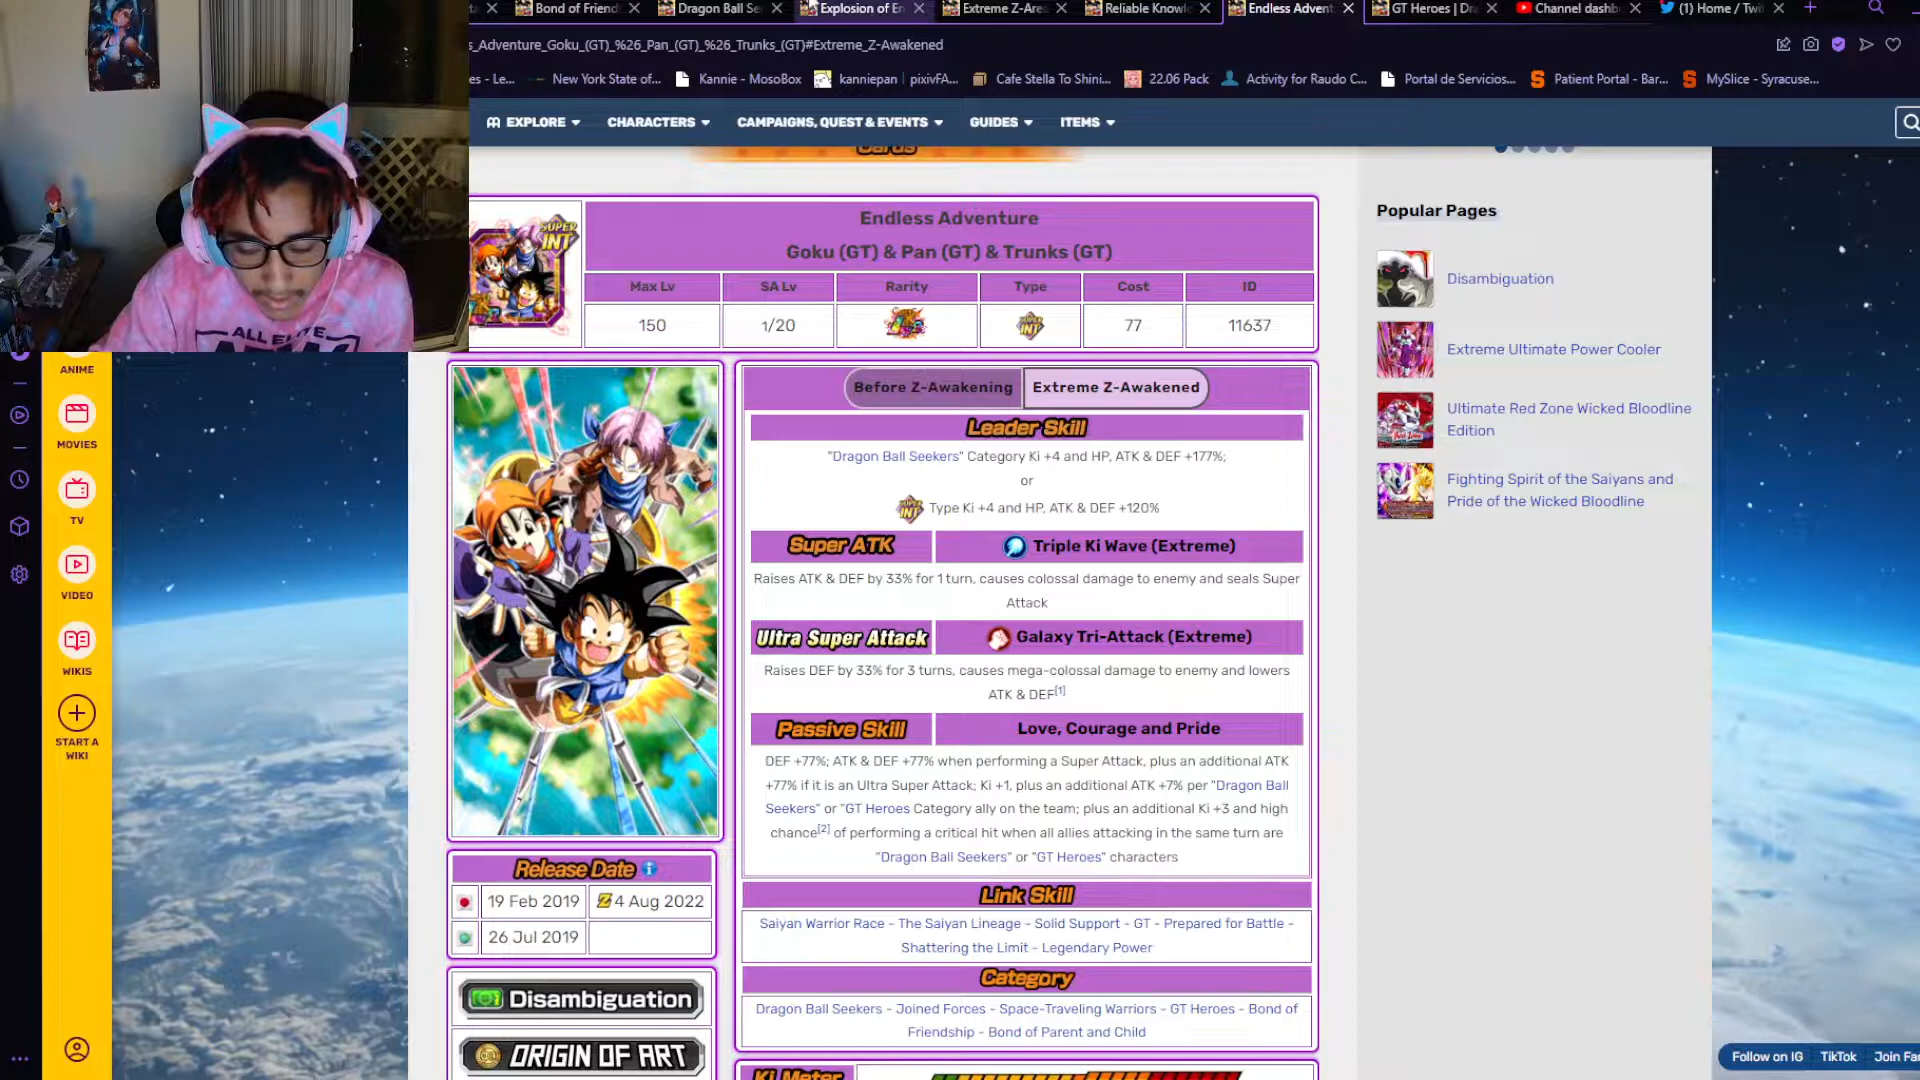 Bond of Friend
Dragon Ball Se
Explosion of En
Extreme Z-Area
Reliable Knowl
Endless Advent
GT Heroes | Dra
Channel dashb
(1) Home / Twit
s_Adventure_Goku_(GT)_%26_Pan_(GT)_%26_Trunks_(GT)#Extreme_Z-Awakened
es - Le...
New York State of...
Kannie - MosoBox
kanniepan | pixivFA...
Cafe Stella To Shini...
22.06 Pack
Activity for Raudo C...
Portal de Servicios...
Patient Portal - Bar...
MySlice - Syracuse...
EXPLORE
CHARACTERS
CAMPAIGNS, QUEST & EVENTS
GUIDES
ITEMS
Cards
ALL ELITE
ANIME
MOVIES
TV
VIDEO
WIKIS
START A
WIKI
SUPER
INT
Endless Adventure
Goku (GT) & Pan (GT) & Trunks (GT)
Max Lv
SA Lv
Rarity
Type
Cost
ID
150
1/20
77
11637
Before Z-Awakening
Extreme Z-Awakened
Leader Skill
"Dragon Ball Seekers" Category Ki +4 and HP, ATK & DEF +177%;
or
Type Ki +4 and HP, ATK & DEF +120%
Super ATK
Triple Ki Wave (Extreme)
Raises ATK & DEF by 33% for 1 turn, causes colossal damage to enemy and seals Super
Attack
Ultra Super Attack
Galaxy Tri-Attack (Extreme)
Raises DEF by 33% for 3 turns, causes mega-colossal damage to enemy and lowers
ATK & DEF[1]
Passive Skill
Love, Courage and Pride
DEF +77%; ATK & DEF +77% when performing a Super Attack, plus an additional ATK
+77% if it is an Ultra Super Attack; Ki +1, plus an additional ATK +7% per "Dragon Ball
Seekers" or "GT Heroes Category ally on the team; plus an additional Ki +3 and high
chance[2] of performing a critical hit when all allies attacking in the same turn are
"Dragon Ball Seekers" or "GT Heroes" characters
Link Skill
Saiyan Warrior Race - The Saiyan Lineage - Solid Support - GT - Prepared for Battle -
Shattering the Limit - Legendary Power
Category
Dragon Ball Seekers - Joined Forces - Space-Traveling Warriors - GT Heroes - Bond of
Friendship - Bond of Parent and Child
Ki Meter
Release Date
19 Feb 2019
Z 4 Aug 2022
26 Jul 2019
Disambiguation
ORIGIN OF ART
Popular Pages
Disambiguation
Extreme Ultimate Power Cooler
Ultimate Red Zone Wicked Bloodline
Edition
Fighting Spirit of the Saiyans and
Pride of the Wicked Bloodline
Follow on IG
TikTok
Join Fan